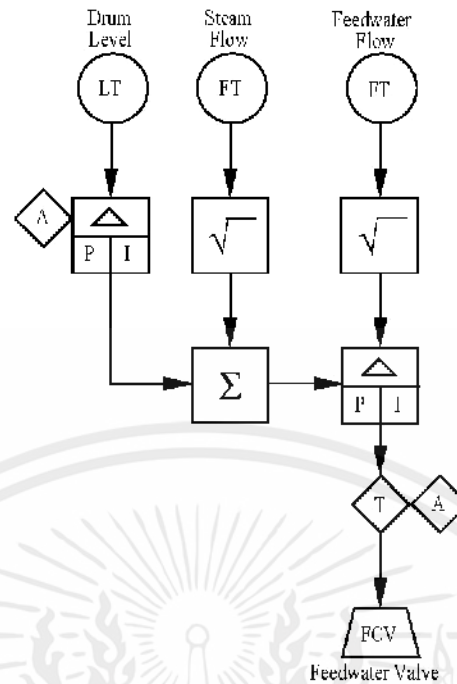 Drum Level
Steam Flow
Feedwater Flow
LT
FT
FT
A
△
P I
√
√
Σ
△
P I
T
A
FCV
Feedwater Valve